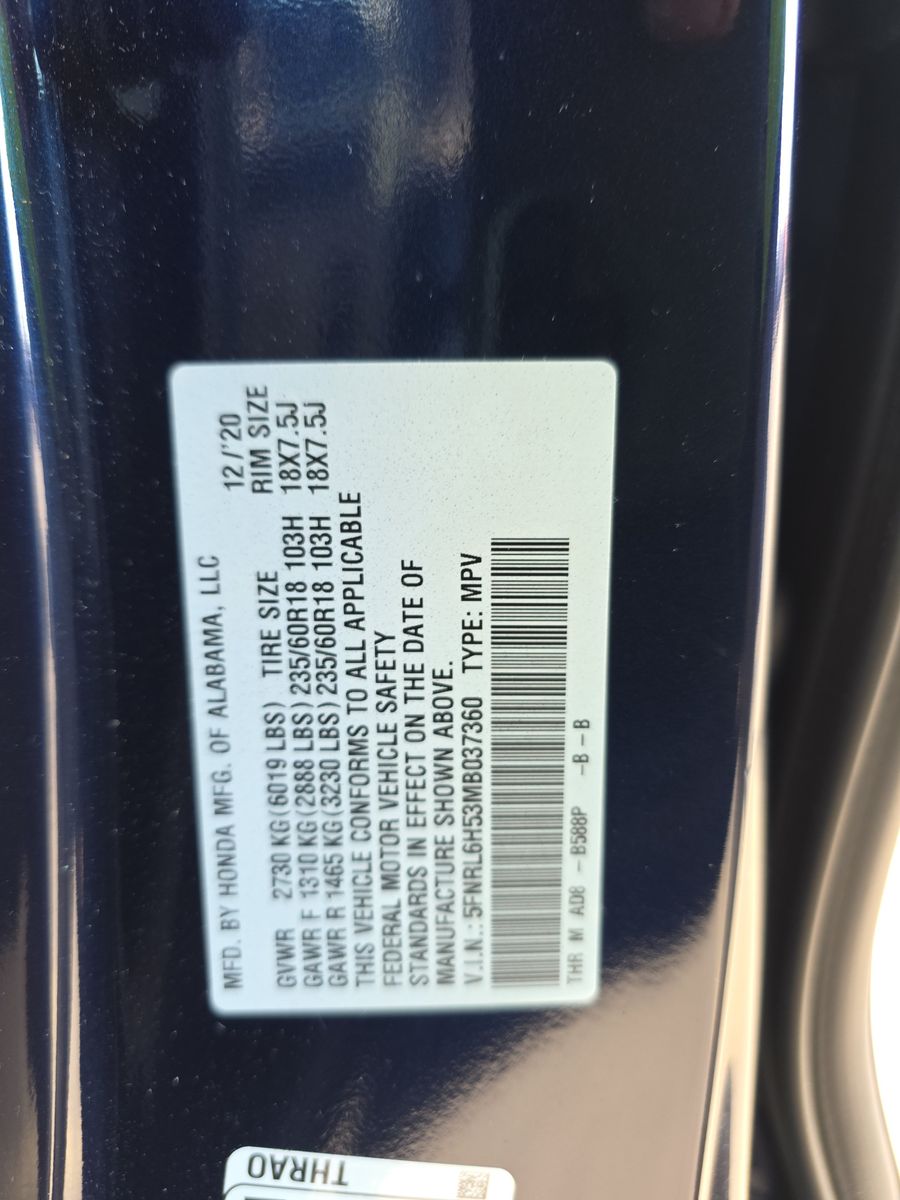 MFD. BY HONDA MFG. OF ALABAMA, LLC 12/'20
GVWR 2730 KG(6019 LBS) TIRE SIZE RIM SIZE
GAWR F 1310 KG(2888 LBS)235/60R18 103H 18X7.5J
GAWR R 1465 KG(3230 LBS)235/60R18 103H 18X7.5J
THIS VEHICLE CONFORMS TO ALL APPLICABLE
FEDERAL MOTOR VEHICLE SAFETY
STANDARDS IN EFFECT ON THE DATE OF
MANUFACTURE SHOWN ABOVE.
V.I.N.:5FNRL6H53MB037360 TYPE: MPV
THR M AD8 -B588P -B-B
THRAO